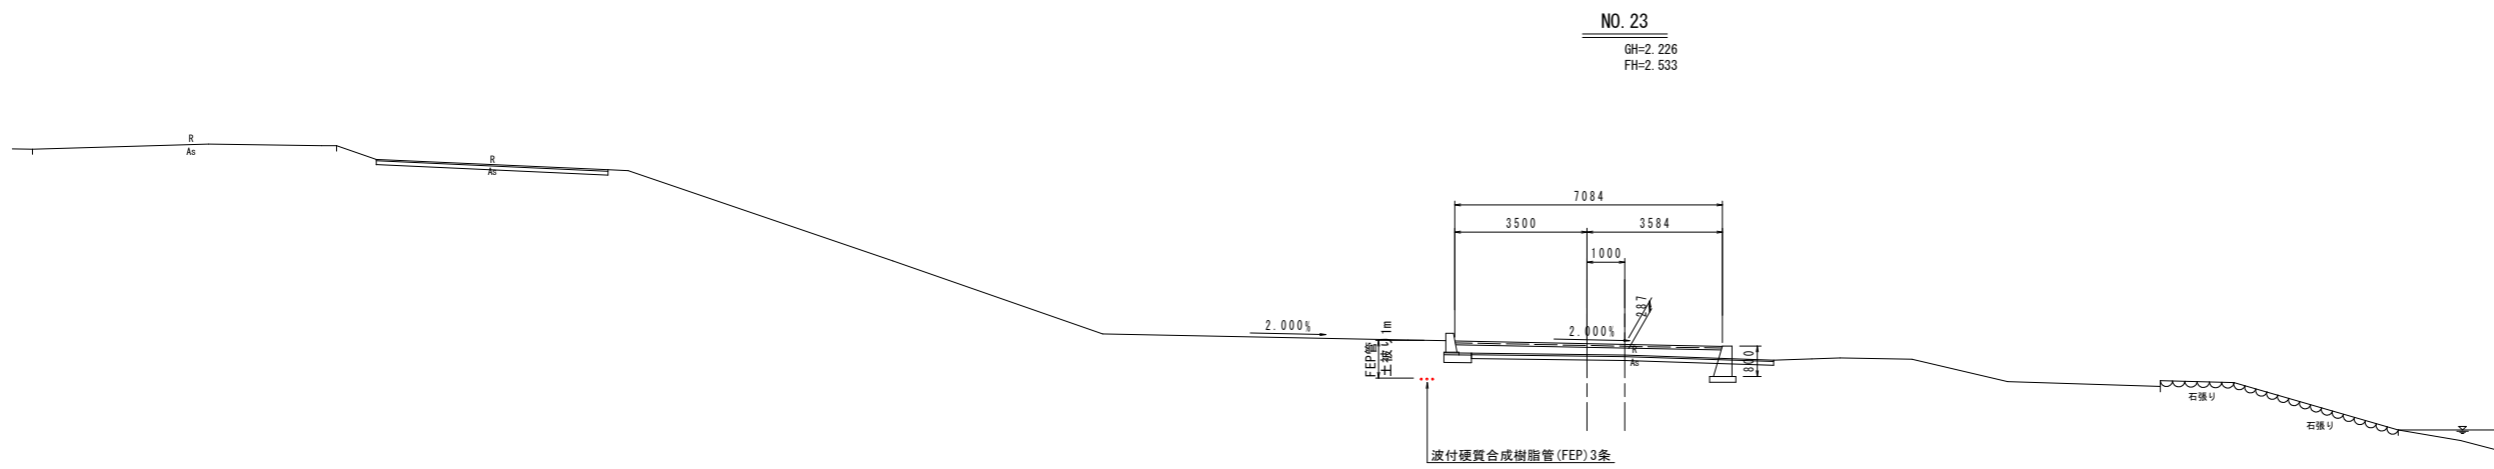 NO. 23
GH=2. 226
FH=2. 533
R
As
R
As
7084
3500
3584
1000
287
2. 000%
2. 000%
R
As
FEP管
土被り1m
800
石張り
石張り
波付硬質合成樹脂管(FEP)3条